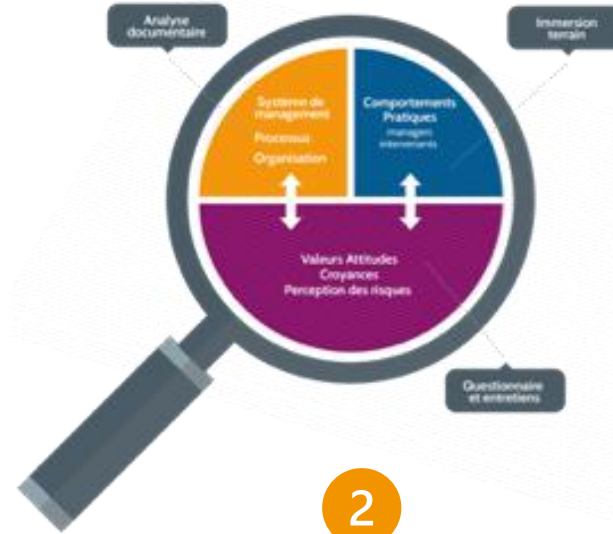 Analyse
documentaire
Immersion
terrain
Système de
management
Processus
Organisation
Comportements
Pratiques
managers
intervenants
Valeurs Attitudes
Croyances
Perception des risques
Questionnaire
et entretiens
2